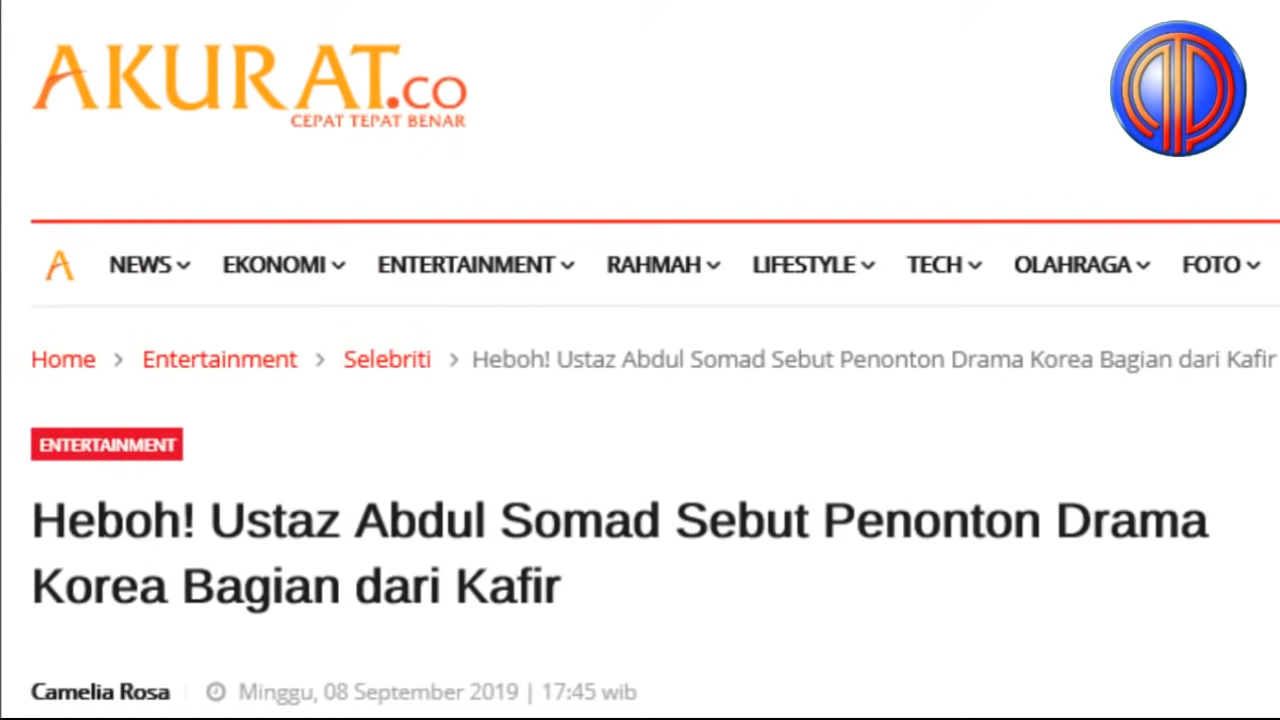 AKURAT.CO
CEPAT TEPAT BENAR
NEWS EKONOMI ENTERTAINMENT RAHMAH LIFESTYLE TECH OLAHRAGA FOTO
Home > Entertainment > Selebriti > Heboh! Ustaz Abdul Somad Sebut Penonton Drama Korea Bagian dari Kafir
ENTERTAINMENT
Heboh! Ustaz Abdul Somad Sebut Penonton Drama
Korea Bagian dari Kafir
Camelia Rosa Minggu, 08 September 2019 | 17:45 wib